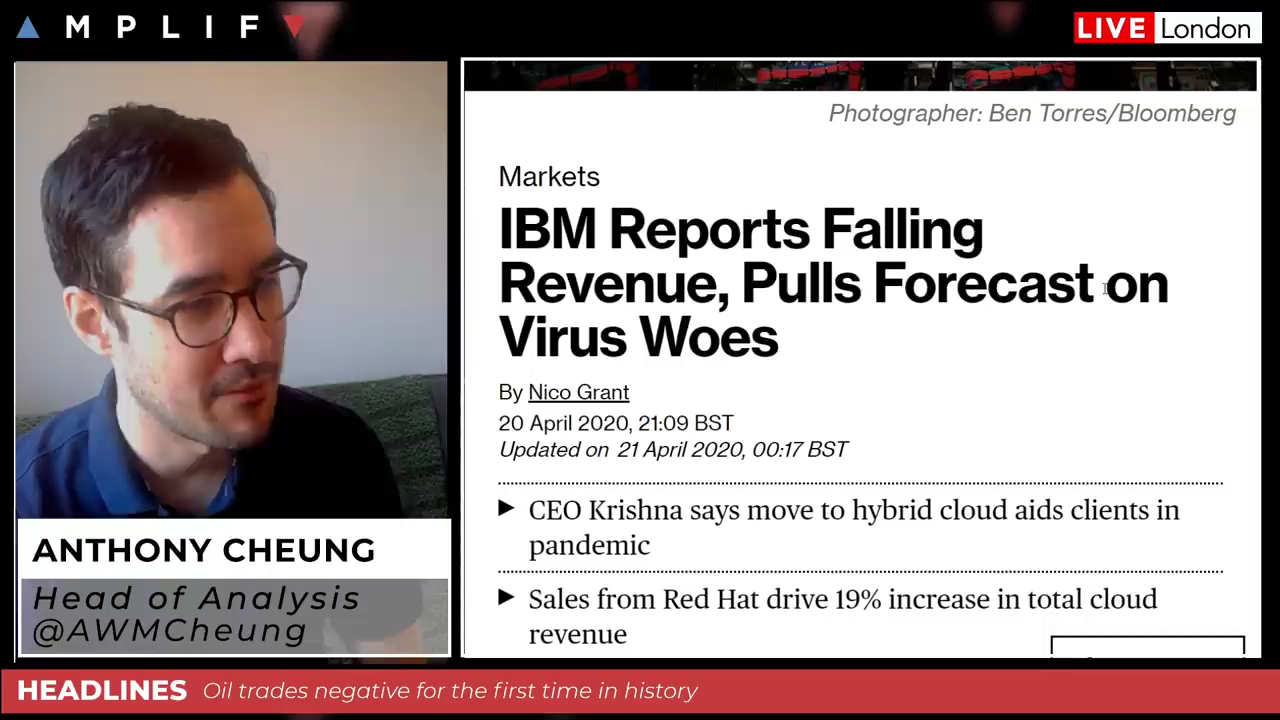 ▲ M P L I F ▼
LIVE London
Photographer: Ben Torres/Bloomberg
Markets
IBM Reports Falling
Revenue, Pulls Forecast on
Virus Woes
By Nico Grant
20 April 2020, 21:09 BST
Updated on 21 April 2020, 00:17 BST
► CEO Krishna says move to hybrid cloud aids clients in
pandemic
► Sales from Red Hat drive 19% increase in total cloud
revenue
ANTHONY CHEUNG
Head of Analysis
@AWMCheung
HEADLINES Oil trades negative for the first time in history